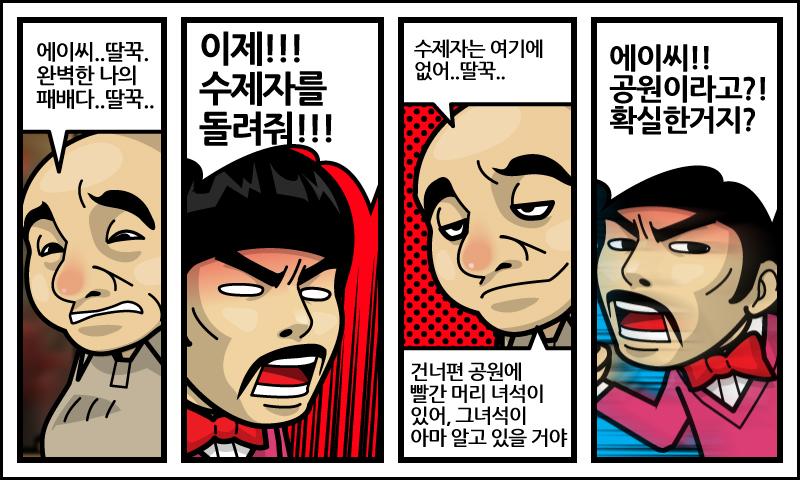 에이씨..딸꾹.
완벽한 나의
패배다..딸꾹..
이제!!!
수제자를
돌려줘!!!
수제자는 여기에
없어..딸꾹..
건너편 공원에
빨간 머리 녀석이
있어, 그녀석이
아마 알고 있을 거야
에이씨!!
공원이라고?!
확실한거지?